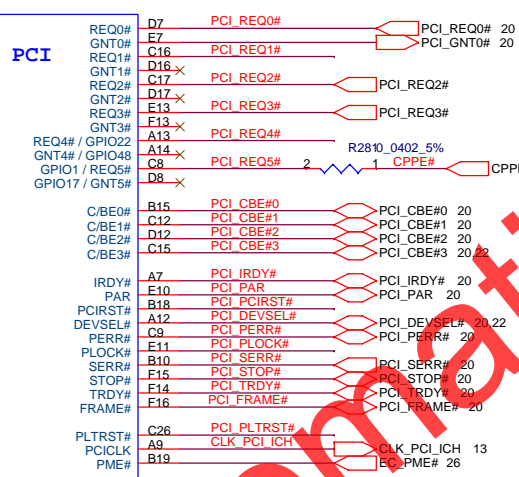 PCI
REQ0# D7 PCI_REQ0# PCI_REQ0# 20
GNT0# E7 PCI_GNT0# 20
REQ1# C16 PCI_REQ1#
GNT1# D16
REQ2# C17 PCI_REQ2# PCI_REQ2#
GNT2# D17
REQ3# E13 PCI_REQ3# PCI_REQ3#
GNT3# F13
REQ4# / GPIO22 A13 PCI_REQ4#
GNT4# / GPIO48 A14 R2810_0402_5%
GPIO1 / REQ5# C8 PCI_REQ5# 2 1 CPPE# CPPE
GPIO17 / GNT5# D8
C/BE0# B15 PCI_CBE#0 PCI_CBE#0 20
C/BE1# C12 PCI_CBE#1 PCI_CBE#1 20
C/BE2# D12 PCI_CBE#2 PCI_CBE#2 20
C/BE3# C15 PCI_CBE#3 PCI_CBE#3 20,22
IRDY# A7 PCI_IRDY# PCI_IRDY# 20
PAR E10 PCI_PAR PCI_PAR 20
PCIRST# B18 PCI_PCIRST#
DEVSEL# A12 PCI_DEVSEL# PCI_DEVSEL# 20,22
PERR# C9 PCI_PERR# PCI_PERR# 20
PLOCK# E11 PCI_PLOCK#
SERR# B10 PCI_SERR# PCI_SERR# 20
STOP# F15 PCI_STOP# PCI_STOP# 20
TRDY# F14 PCI_TRDY# PCI_TRDY# 20
FRAME# F16 PCI_FRAME# PCI_FRAME# 20
PLTRST# C26 PCI_PLTRST#
PCICLK A9 CLK_PCI_ICH CLK_PCI_ICH 13
PME# B19 EC_PME# 26